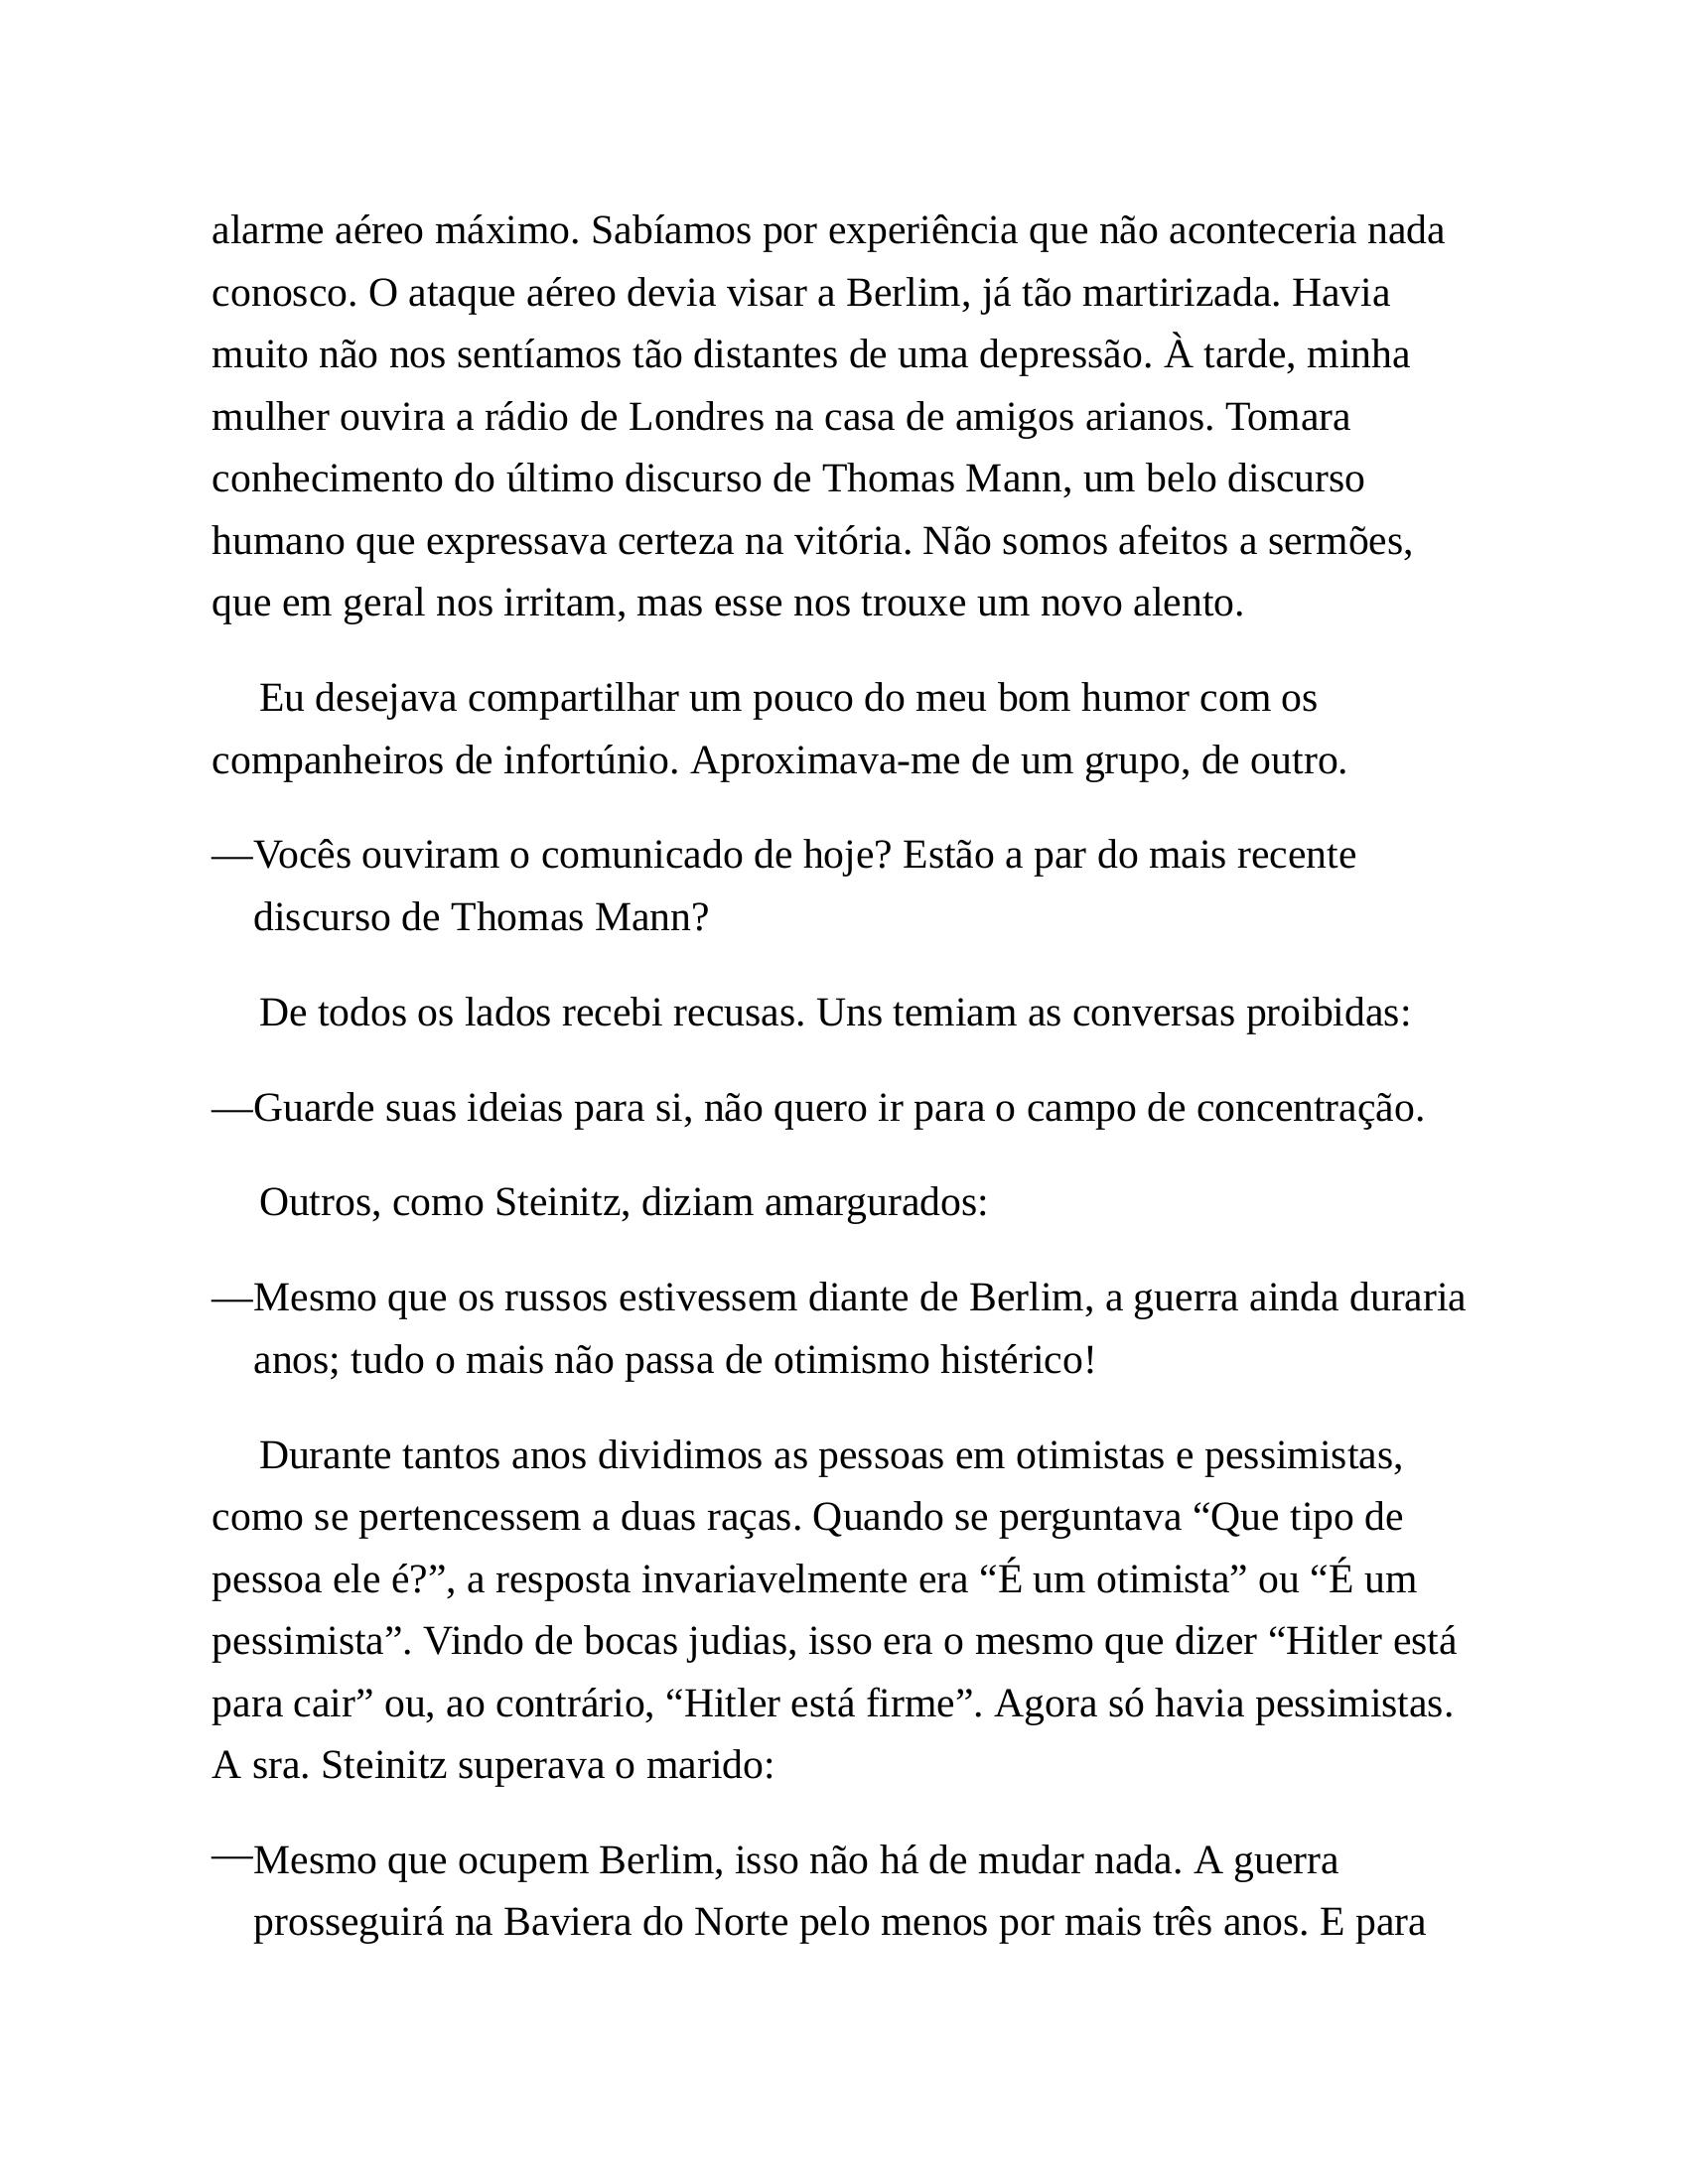 alarme aéreo máximo. Sabíamos por experiência que não aconteceria nada
conosco. O ataque aéreo devia visar a Berlim, já tão martirizada. Havia
muito não nos sentíamos tão distantes de uma depressão. À tarde, minha
mulher ouvira a rádio de Londres na casa de amigos arianos. Tomara
conhecimento do último discurso de Thomas Mann, um belo discurso
humano que expressava certeza na vitória. Não somos afeitos a sermões,
que em geral nos irritam, mas esse nos trouxe um novo alento.
Eu desejava compartilhar um pouco do meu bom humor com os
companheiros de infortúnio. Aproximava-me de um grupo, de outro.
—Vocês ouviram o comunicado de hoje? Estão a par do mais recente
discurso de Thomas Mann?
De todos os lados recebi recusas. Uns temiam as conversas proibidas:
—Guarde suas ideias para si, não quero ir para o campo de concentração.
Outros, como Steinitz, diziam amargurados:
—Mesmo que os russos estivessem diante de Berlim, a guerra ainda duraria
anos; tudo o mais não passa de otimismo histérico!
Durante tantos anos dividimos as pessoas em otimistas e pessimistas,
como se pertencessem a duas raças. Quando se perguntava “Que tipo de
pessoa ele é?”, a resposta invariavelmente era “É um otimista” ou “É um
pessimista”. Vindo de bocas judias, isso era o mesmo que dizer “Hitler está
para cair” ou, ao contrário, “Hitler está firme”. Agora só havia pessimistas.
A sra. Steinitz superava o marido:
—Mesmo que ocupem Berlim, isso não há de mudar nada. A guerra
prosseguirá na Baviera do Norte pelo menos por mais três anos. E para